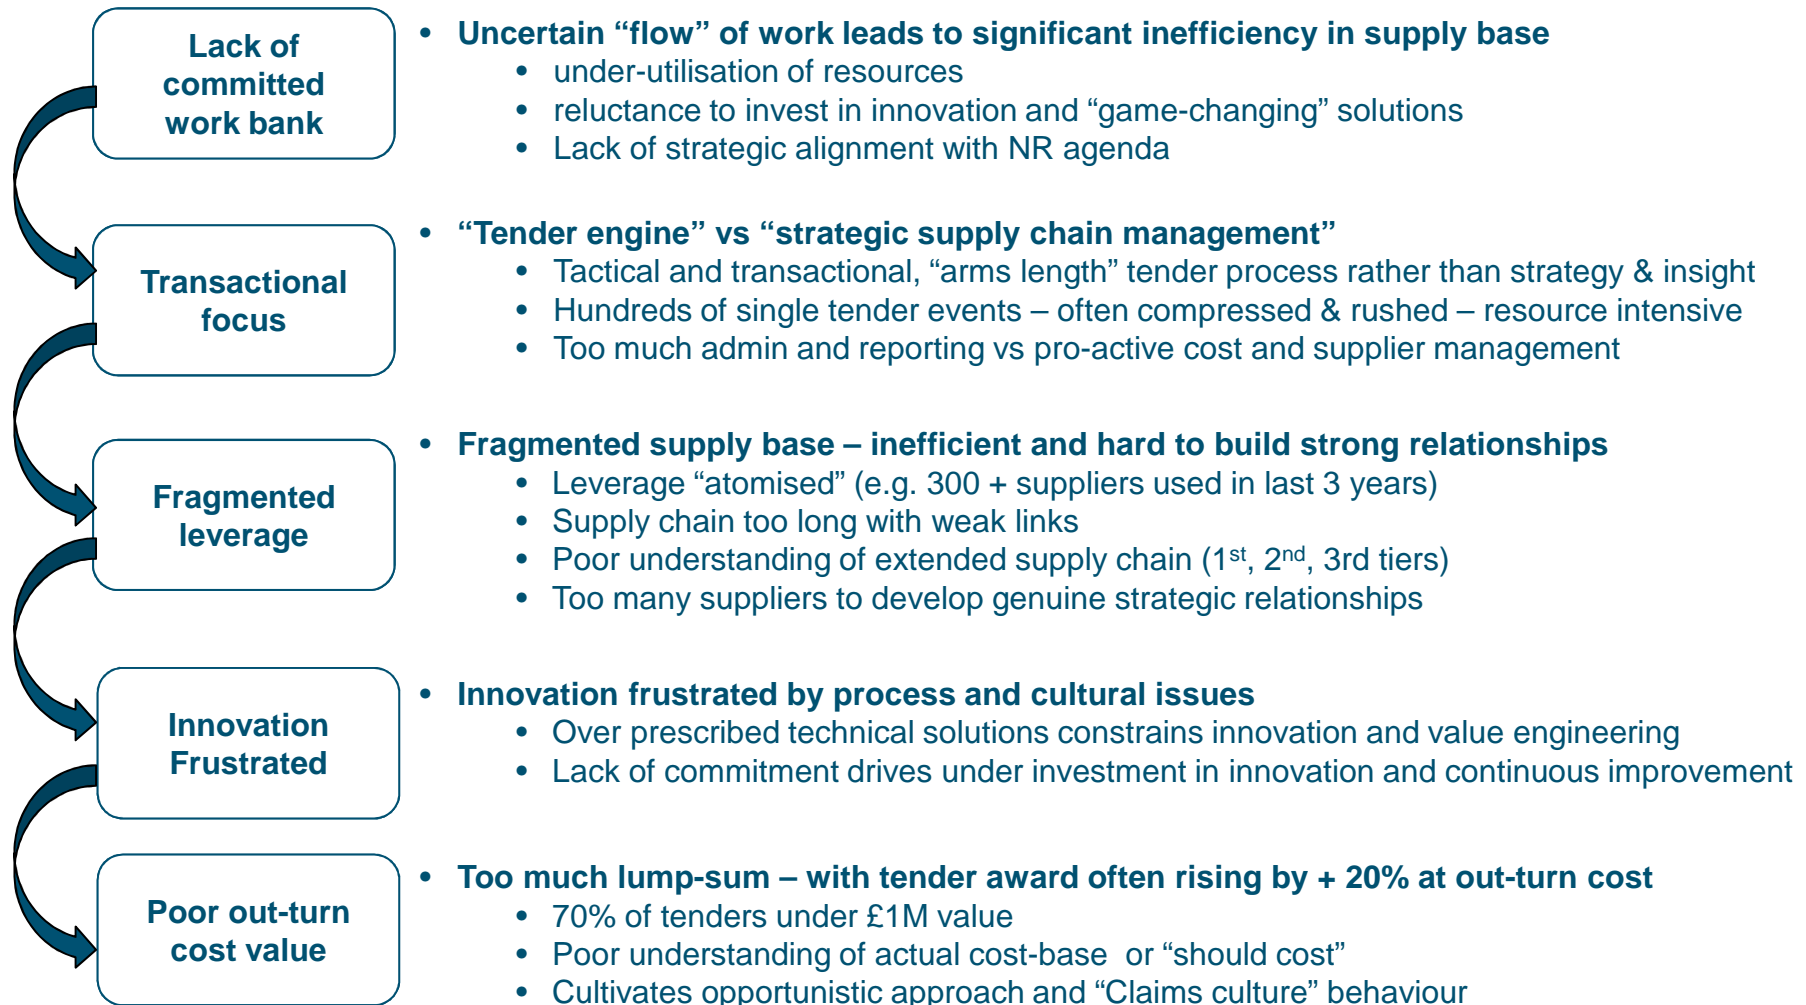 Lack of
committed
work bank
• Uncertain “flow” of work leads to significant inefficiency in supply base
• under-utilisation of resources
• reluctance to invest in innovation and “game-changing” solutions
• Lack of strategic alignment with NR agenda
Transactional
focus
• “Tender engine” vs “strategic supply chain management”
• Tactical and transactional, “arms length” tender process rather than strategy & insight
• Hundreds of single tender events – often compressed & rushed – resource intensive
• Too much admin and reporting vs pro-active cost and supplier management
Fragmented
leverage
• Fragmented supply base – inefficient and hard to build strong relationships
• Leverage “atomised” (e.g. 300 + suppliers used in last 3 years)
• Supply chain too long with weak links
• Poor understanding of extended supply chain (1st, 2nd, 3rd tiers)
• Too many suppliers to develop genuine strategic relationships
Innovation
Frustrated
• Innovation frustrated by process and cultural issues
• Over prescribed technical solutions constrains innovation and value engineering
• Lack of commitment drives under investment in innovation and continuous improvement
Poor out-turn
cost value
• Too much lump-sum – with tender award often rising by + 20% at out-turn cost
• 70% of tenders under £1M value
• Poor understanding of actual cost-base or “should cost”
• Cultivates opportunistic approach and “Claims culture” behaviour